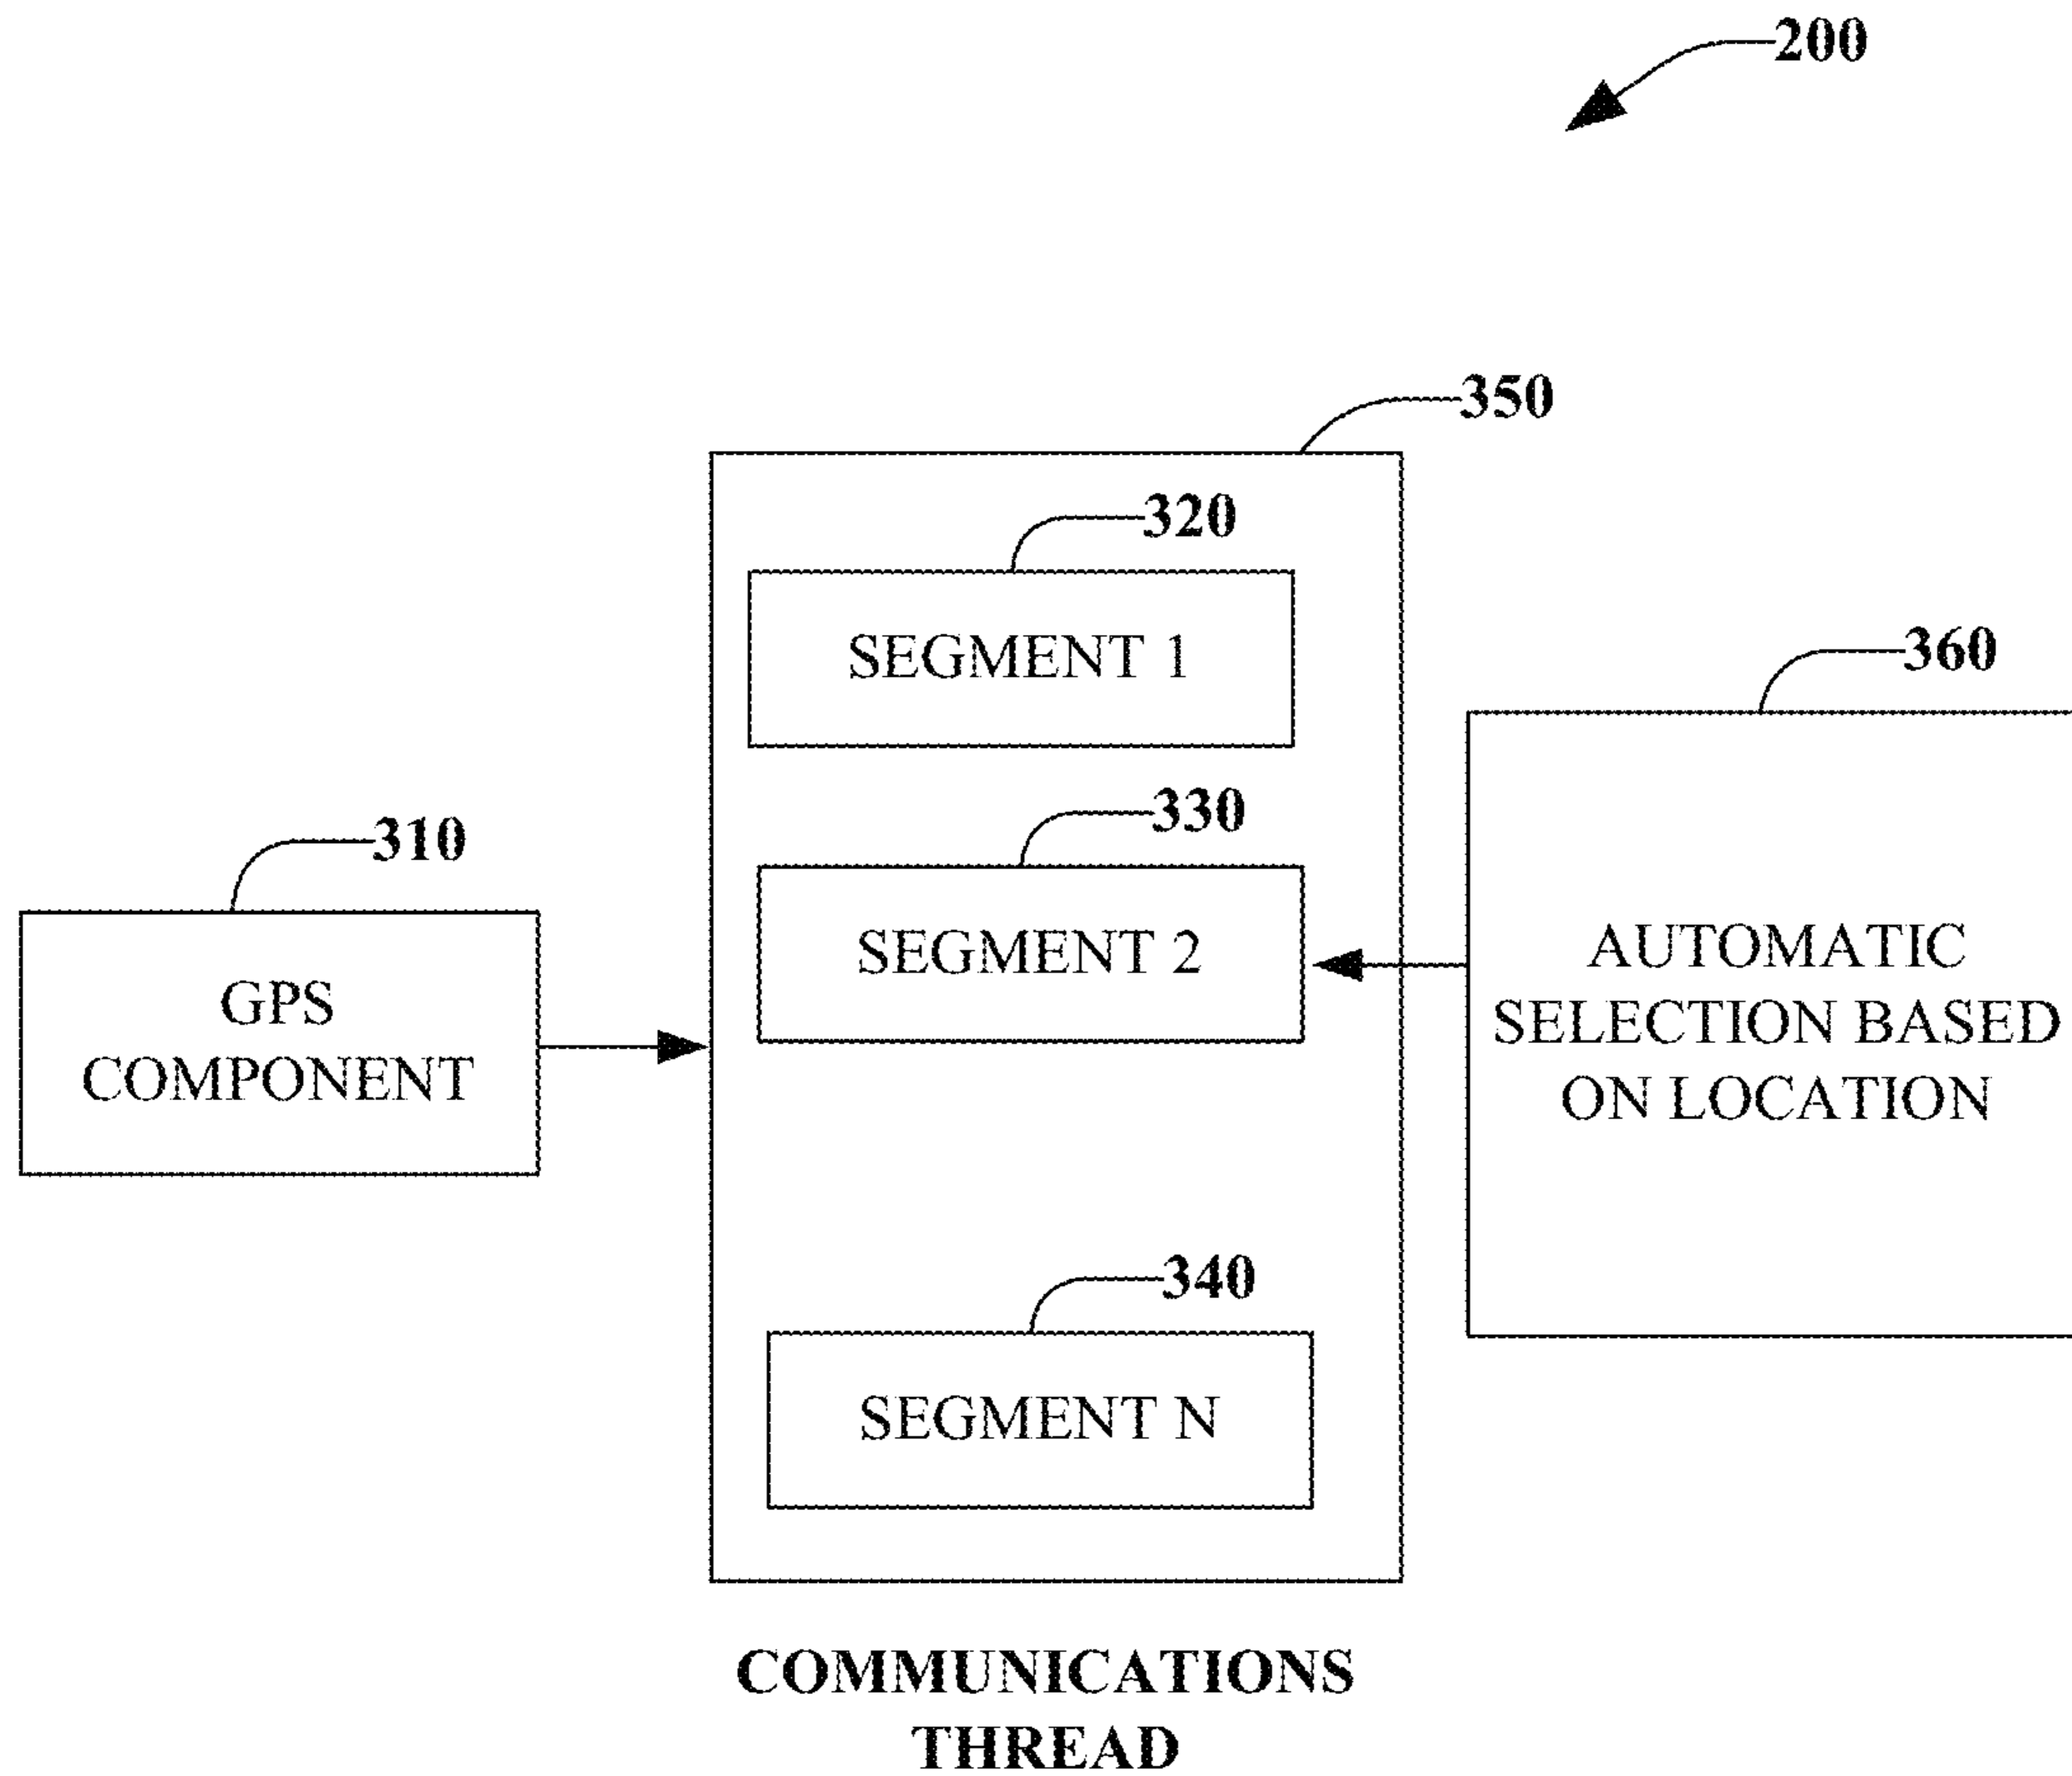 200
350
320
SEGMENT 1
360
330
310
SEGMENT 2
GPS
COMPONENT
AUTOMATIC
SELECTION BASED
ON LOCATION
340
SEGMENT N
COMMUNICATIONS
THREAD